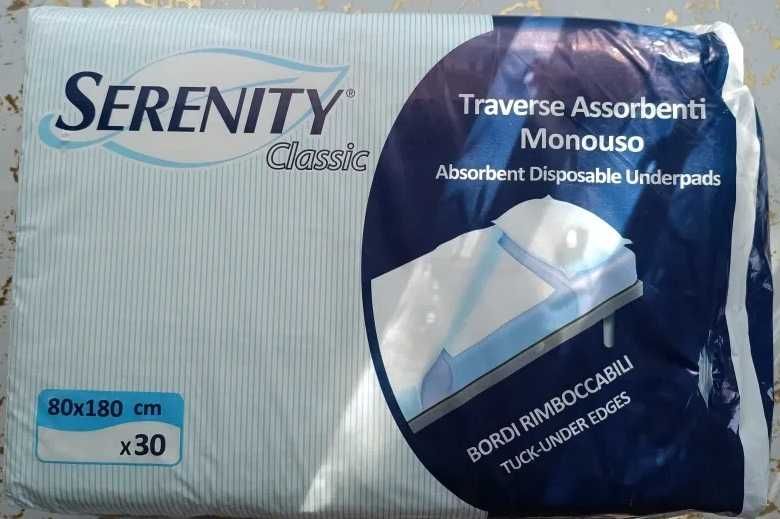 SERENITY®
Classic
Traverse Assorbenti
Monouso
Absorbent Disposable Underpads
BORDI RIMBOCCABILI
TUCK-UNDER EDGES
80x180 cm
x30